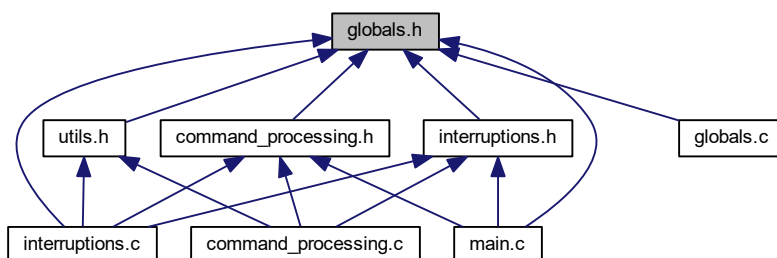 globals.h
utils.h
command_processing.h
interruptions.h
globals.c
interruptions.c
command_processing.c
main.c